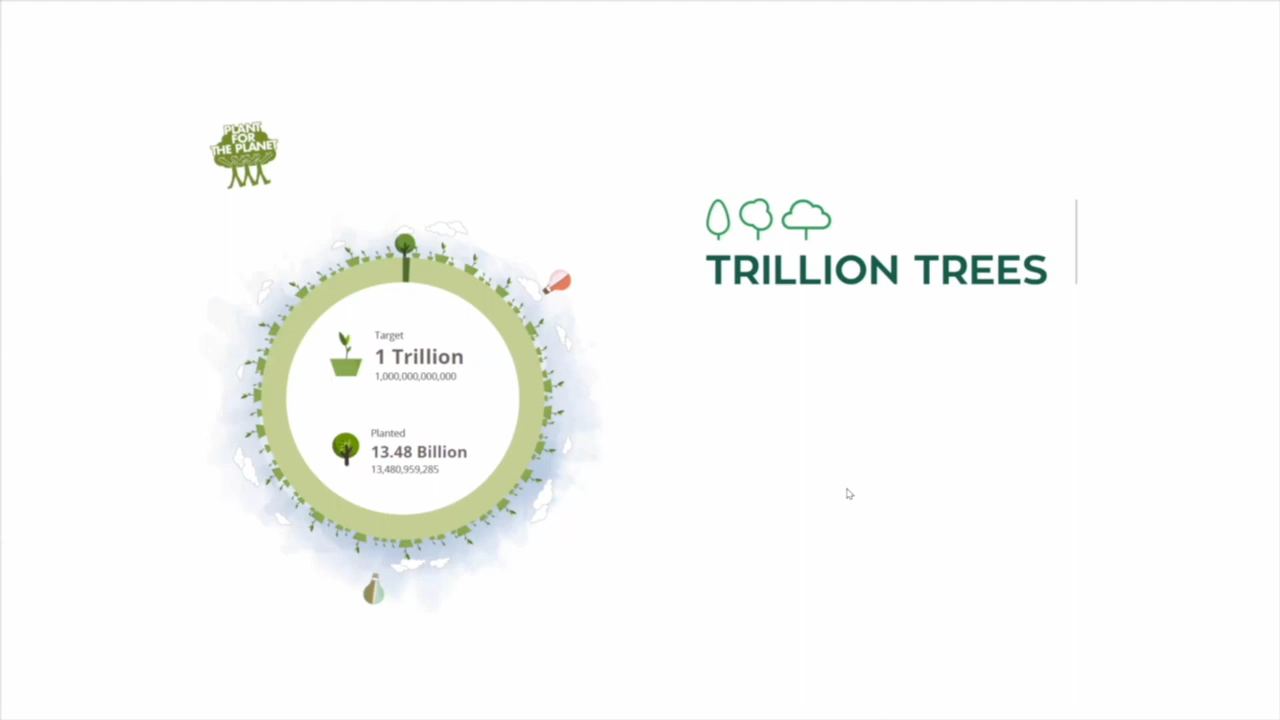 PLANT
FOR
THE PLANET
TRILLION TREES
Target
1 Trillion
1,000,000,000,000
Planted
13.48 Billion
13,480,959,285